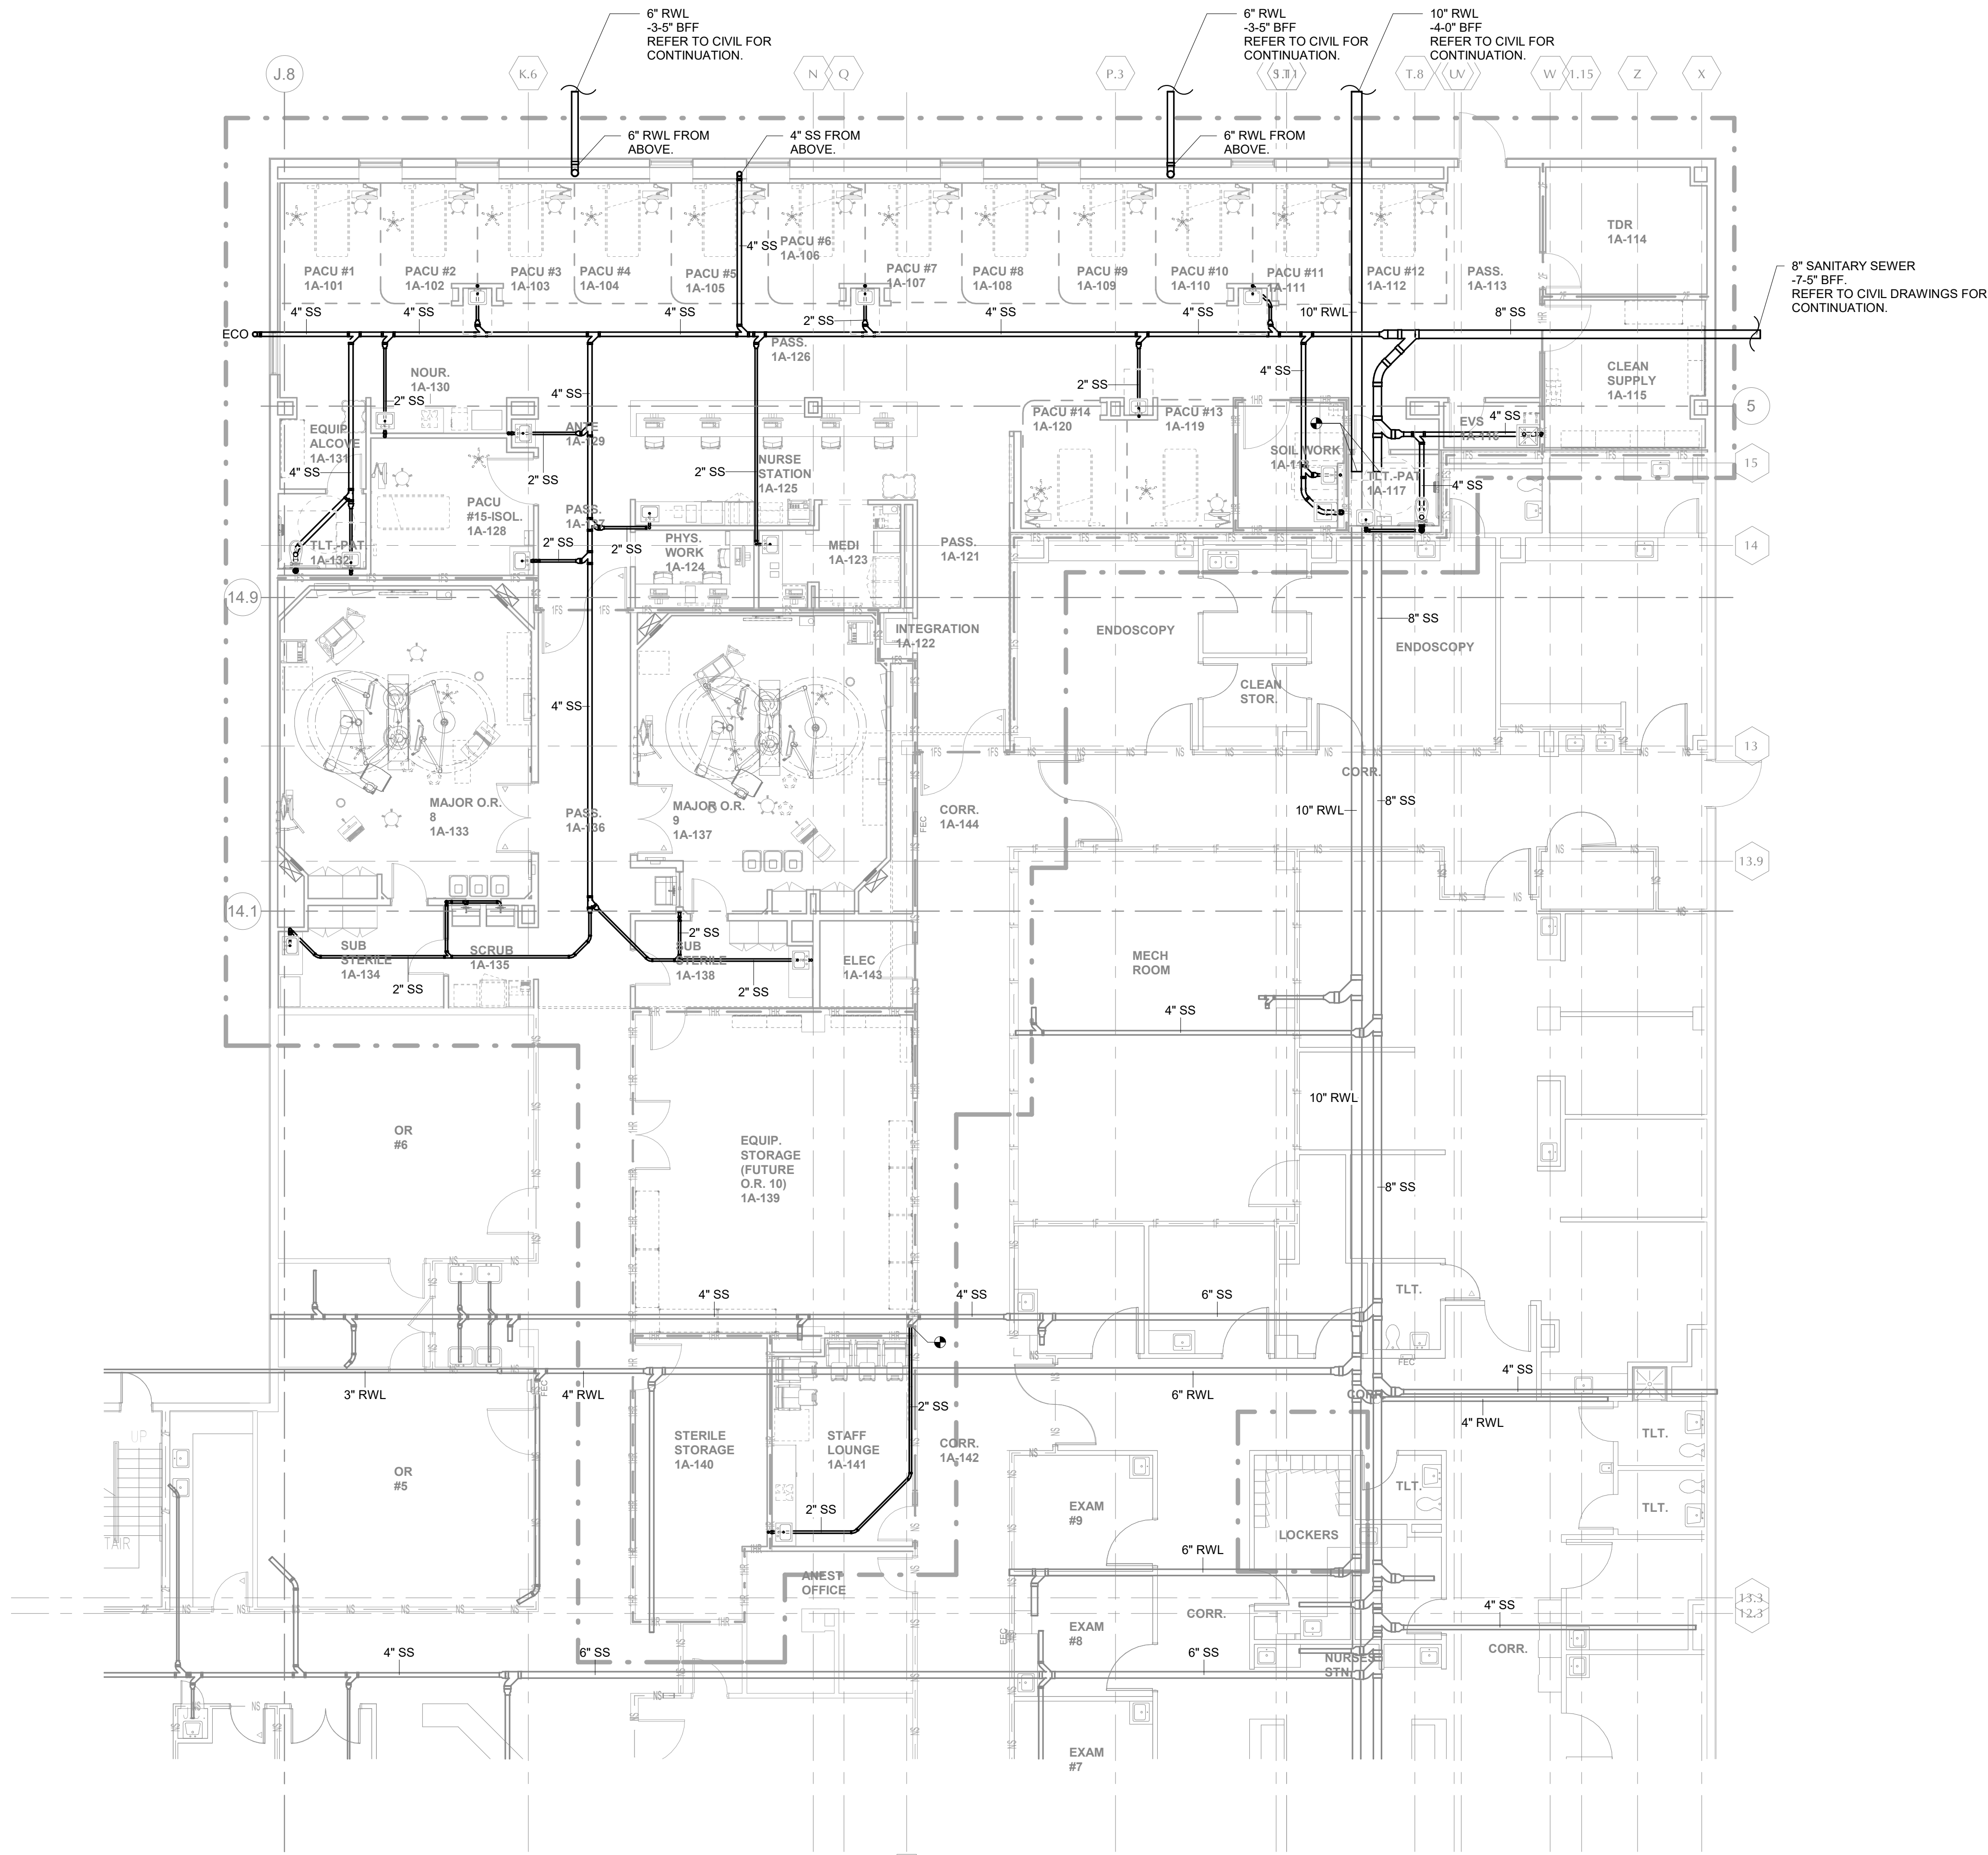 6" RWL
-3-5" BFF
REFER TO CIVIL FOR
CONTINUATION.
6" RWL
-3-5" BFF
REFER TO CIVIL FOR
CONTINUATION.
10" RWL
-4-0" BFF
REFER TO CIVIL FOR
CONTINUATION.
J.8
K.6
N
Q
P.3
T.8
W
1.15
Z
X
6" RWL FROM
ABOVE.
4" SS FROM
ABOVE.
6" RWL FROM
ABOVE.
TDR
1A-114
4" SS
PACU #6
1A-106
PACU #1
1A-101
PACU #2
1A-102
PACU #3
1A-103
PACU #4
1A-104
PACU #5
1A-105
PACU #7
1A-107
PACU #8
1A-108
PACU #9
1A-109
PACU #10
1A-110
PACU #11
1A-111
PACU #12
1A-112
PASS.
1A-113
8" SANITARY SEWER
-7-5" BFF.
REFER TO CIVIL DRAWINGS FOR
CONTINUATION.
4" SS
4" SS
4" SS
2" SS
4" SS
4" SS
10" RWL
8" SS
1HR
ECO
PASS.
1A-126
NOUR.
1A-130
2" SS
4" SS
2" SS
4" SS
CLEAN
SUPPLY
1A-115
5
EQUIP.
ALCOVE
1A-131
ANTE
1A-129
PACU #14
1A-120
PACU #13
1A-119
EVS
4" SS
4" SS
2" SS
2" SS
NURSE
STATION
1A-125
SOIL WORK
TLT.-PAT
1A-117
4" SS
15
PACU
#15-ISOL.
1A-128
PASS.
TLT.-PAT
1A-132
2" SS
2" SS
PHYS.
WORK
1A-124
MEDI
1A-123
PASS.
1A-121
14
14.9
1FS
1FS
1FS
INTEGRATION
1A-122
ENDOSCOPY
8" SS
ENDOSCOPY
CLEAN
STOR.
4" SS
13
CORR.
MAJOR O.R.
8
1A-133
PASS.
1A-136
MAJOR O.R.
9
1A-137
FEC
CORR.
1A-144
10" RWL
8" SS
13.9
14.1
SUB
STERILE
1A-134
SCRUB
1A-135
2" SS
2" SS
SUB
STERILE
1A-138
2" SS
ELEC
1A-143
MECH
ROOM
4" SS
10" RWL
OR
#6
EQUIP.
STORAGE
(FUTURE
O.R. 10)
1A-139
8" SS
4" SS
4" SS
6" SS
TLT.
FEC
3" RWL
FEC
4" RWL
6" RWL
4" SS
CORR.
4" RWL
2" SS
UP
STERILE
STORAGE
1A-140
STAFF
LOUNGE
1A-141
CORR.
1A-142
TLT.
OR
#5
TLT.
EXAM
#9
2" SS
LOCKERS
TLT.
6" RWL
ANEST
OFFICE
13.3
12.3
EXAM
#8
FEC
CORR.
4" SS
CORR.
4" SS
6" SS
6" SS
NURSES
STN.
EXAM
#7